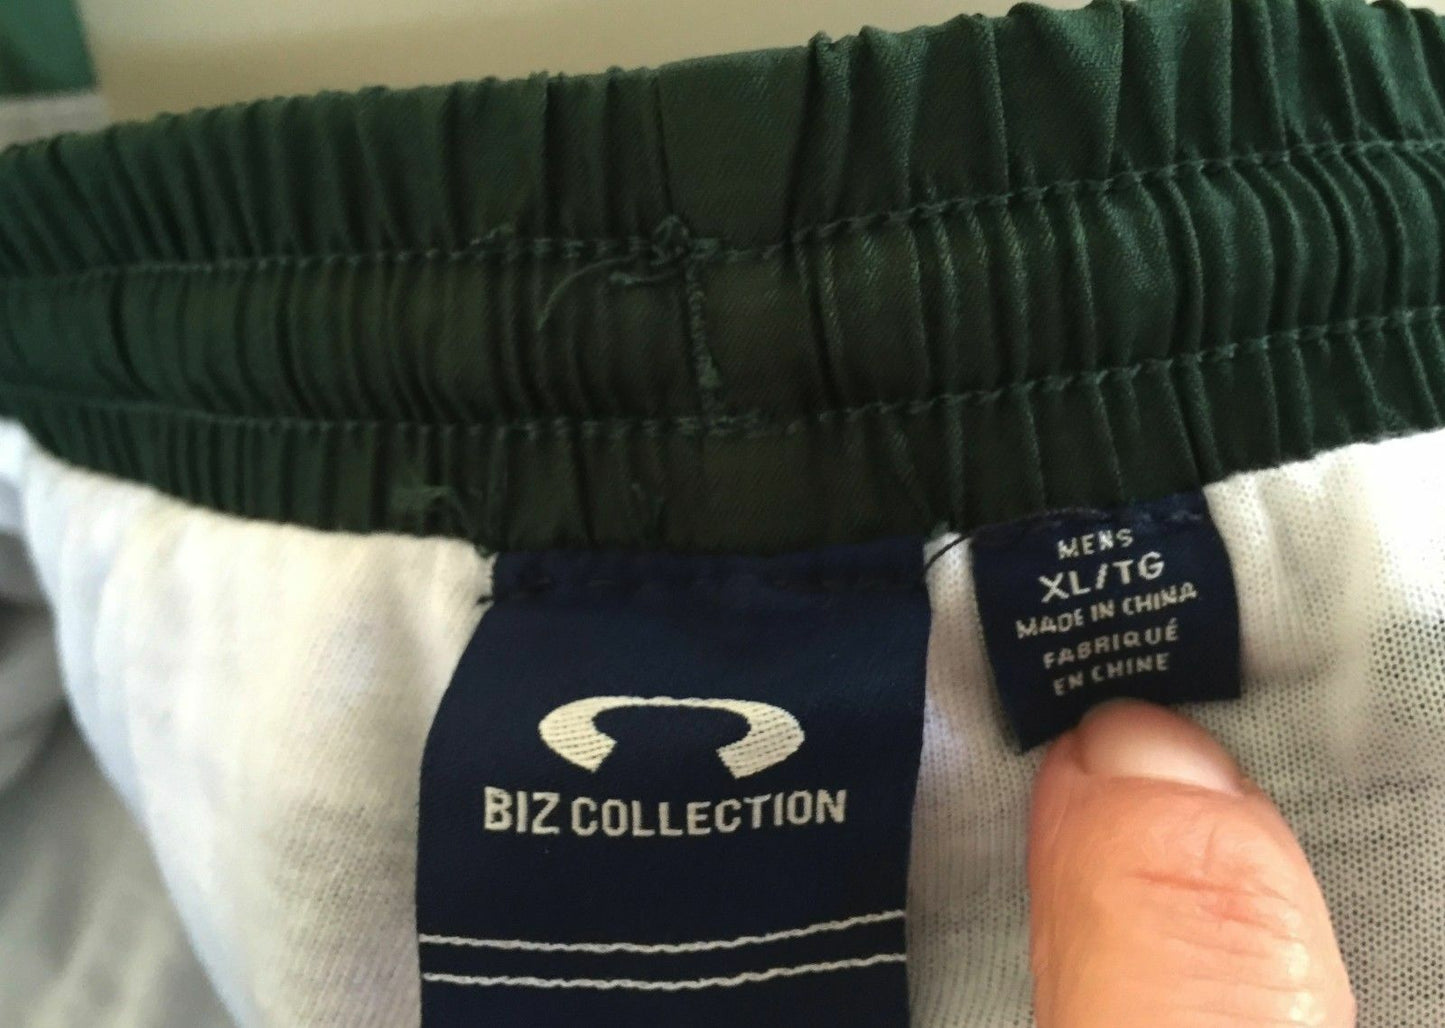 BIZ COLLECTION
MENS
XL/TG
MADE IN CHINA
FABRIQUÉ
EN CHINE